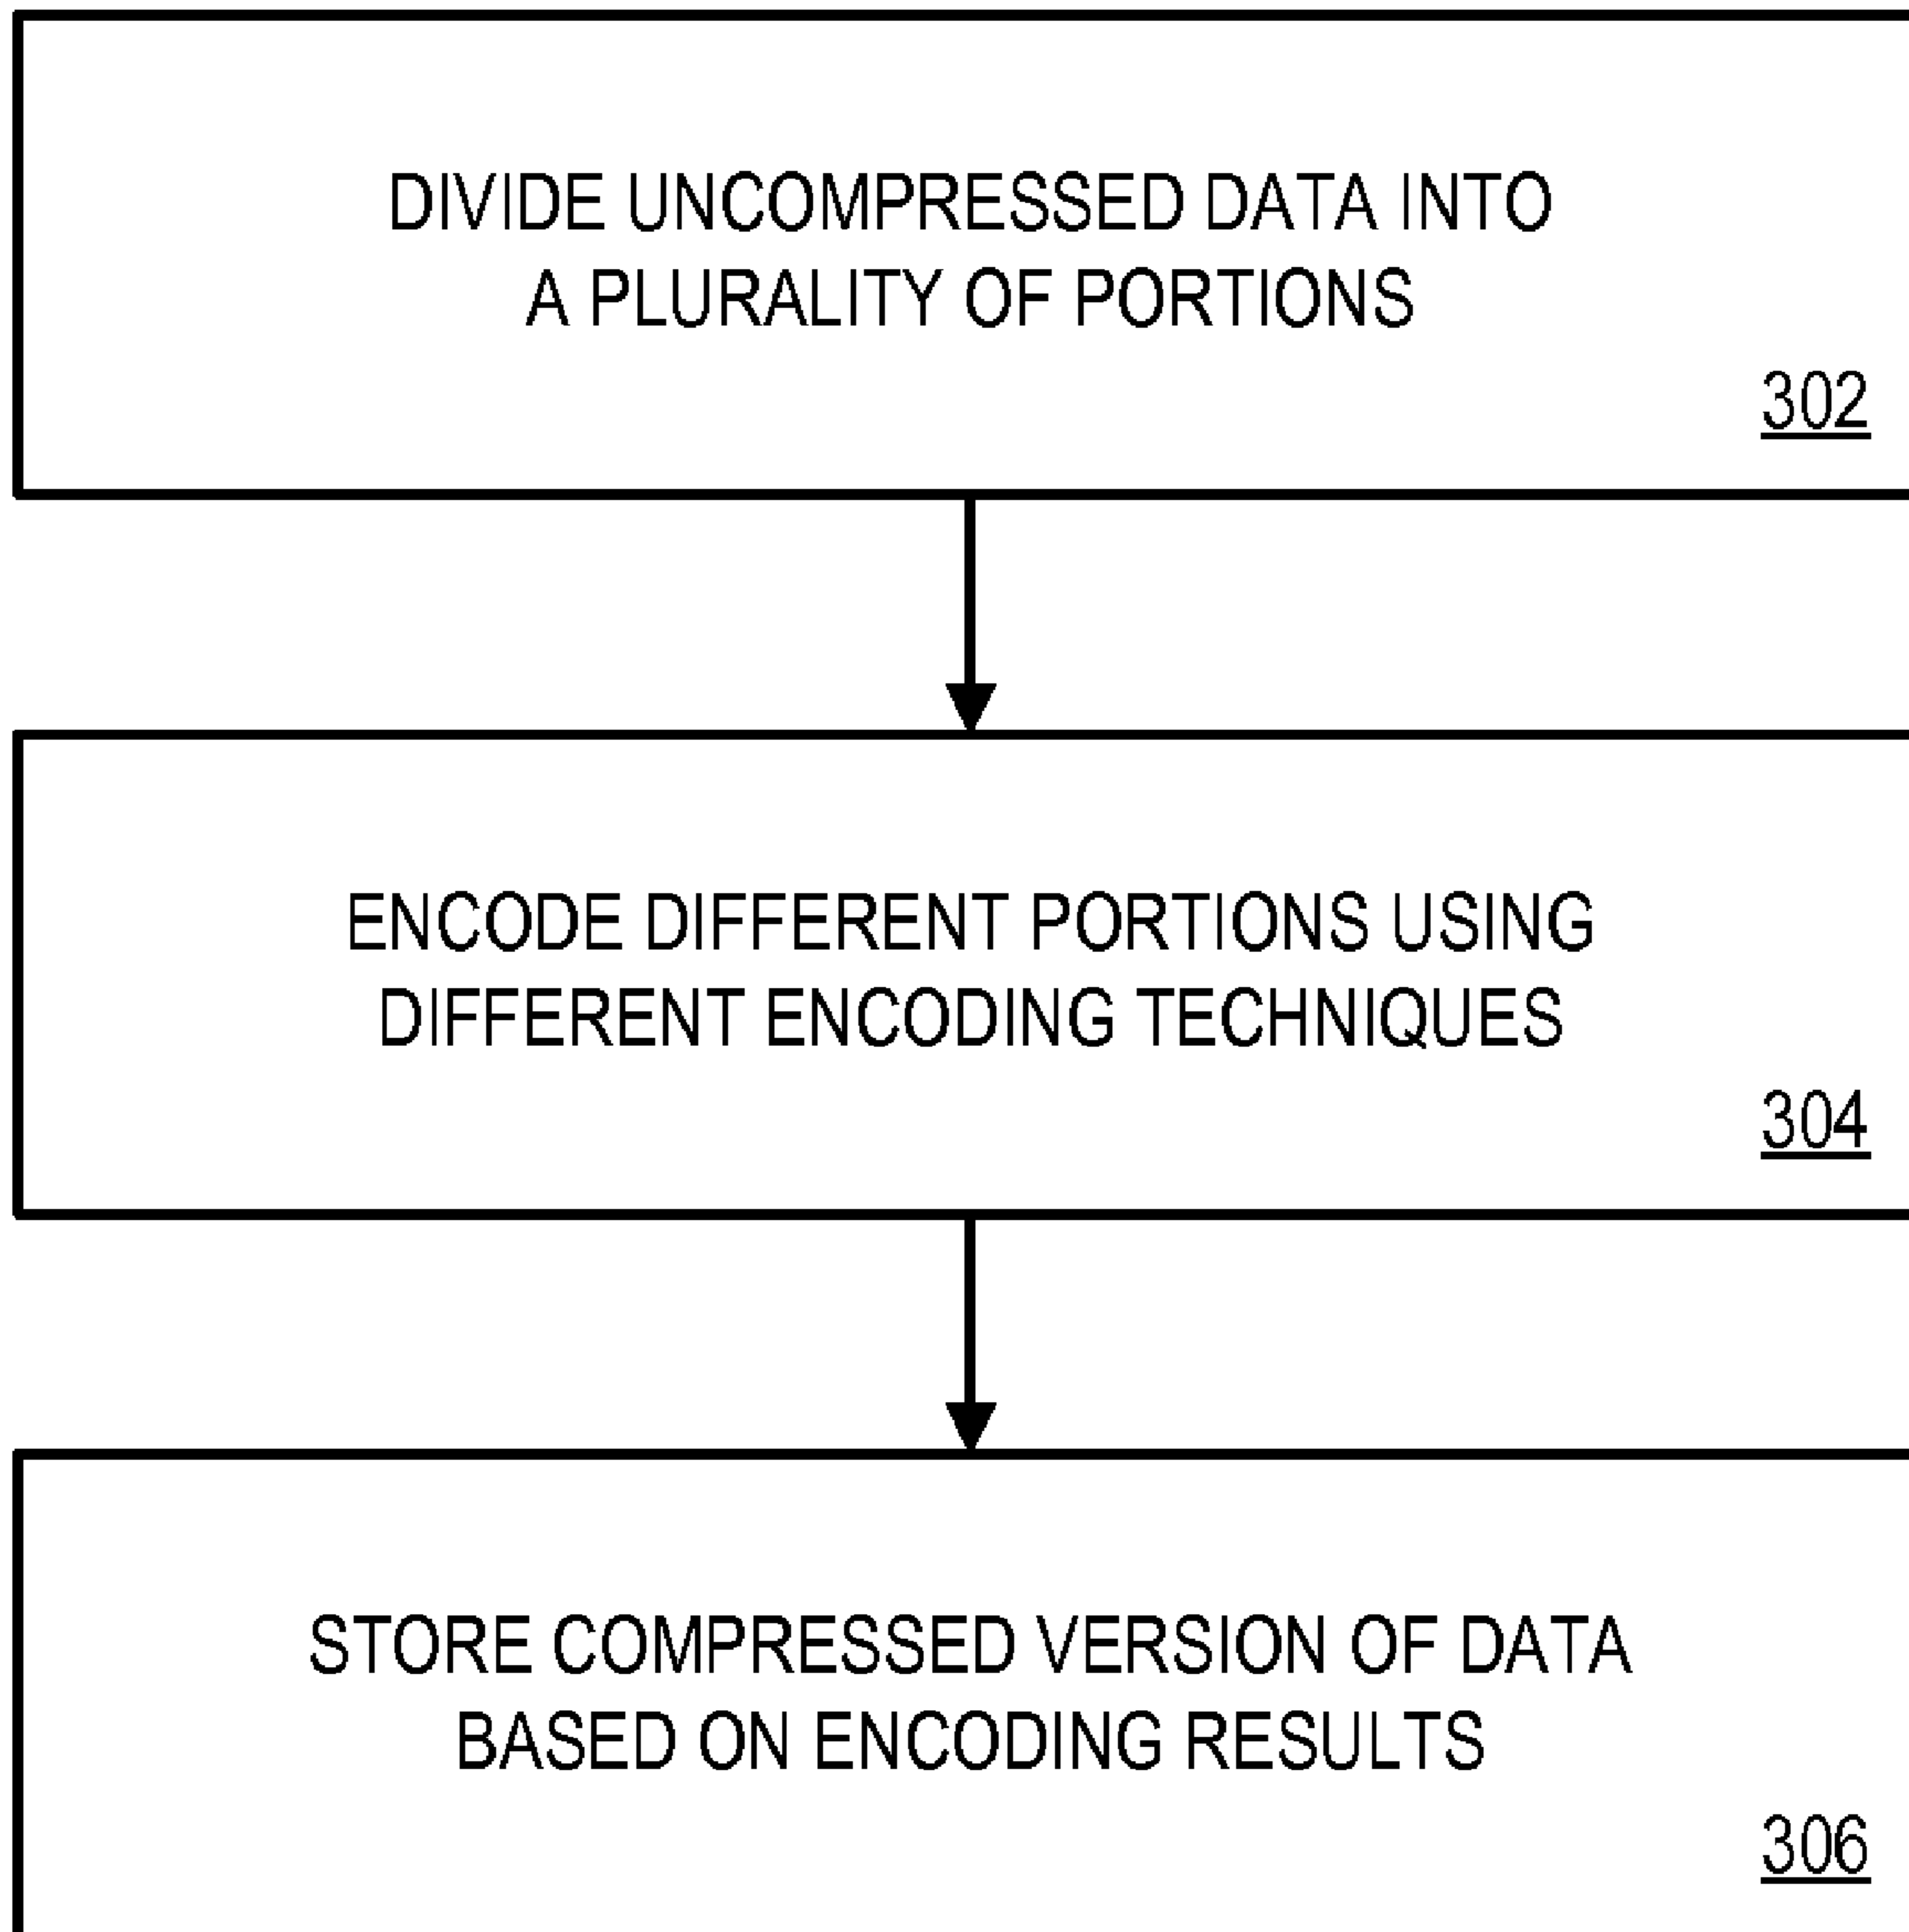 DIVIDE UNCOMPRESSED DATA INTO
A PLURALITY OF PORTIONS
302
ENCODE DIFFERENT PORTIONS USING
DIFFERENT ENCODING TECHNIQUES
304
STORE COMPRESSED VERSION OF DATA
BASED ON ENCODING RESULTS
306